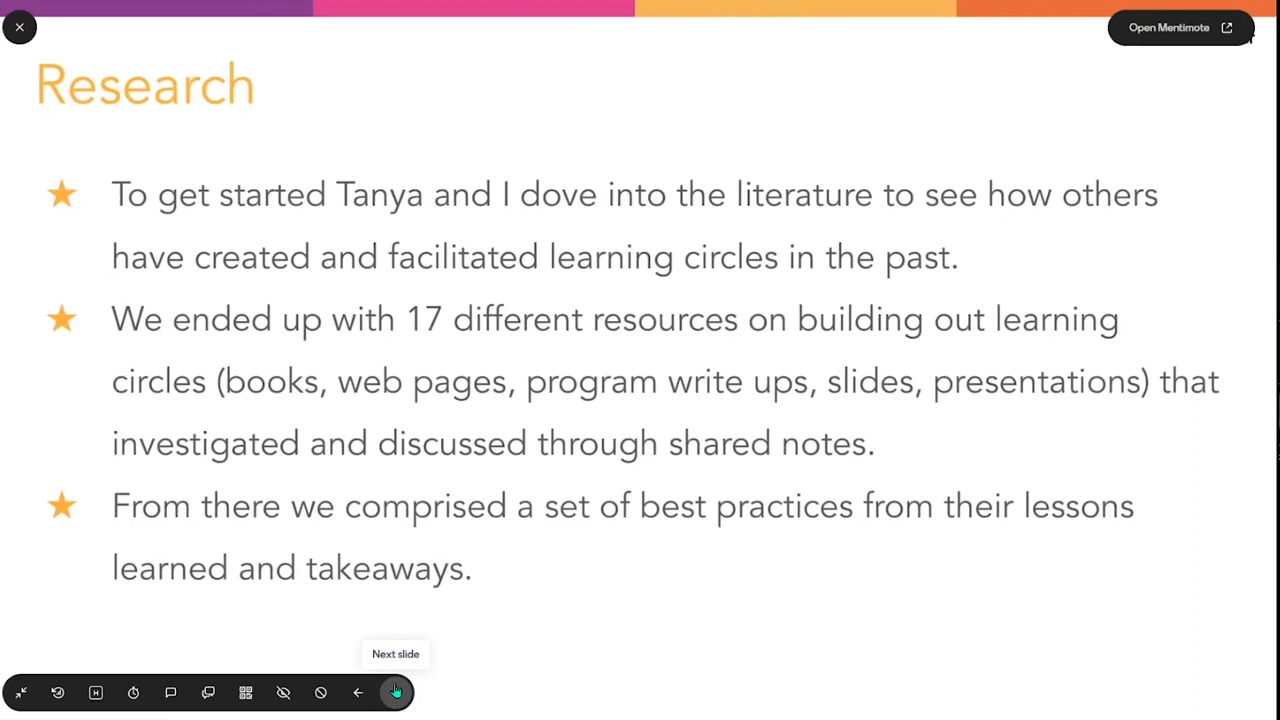 Open Mentimote
Research
To get started Tanya and I dove into the literature to see how others
have created and facilitated learning circles in the past.
We ended up with 17 different resources on building out learning
circles (books, web pages, program write ups, slides, presentations) that
investigated and discussed through shared notes.
From there we comprised a set of best practices from their lessons
learned and takeaways.
Next slide
H